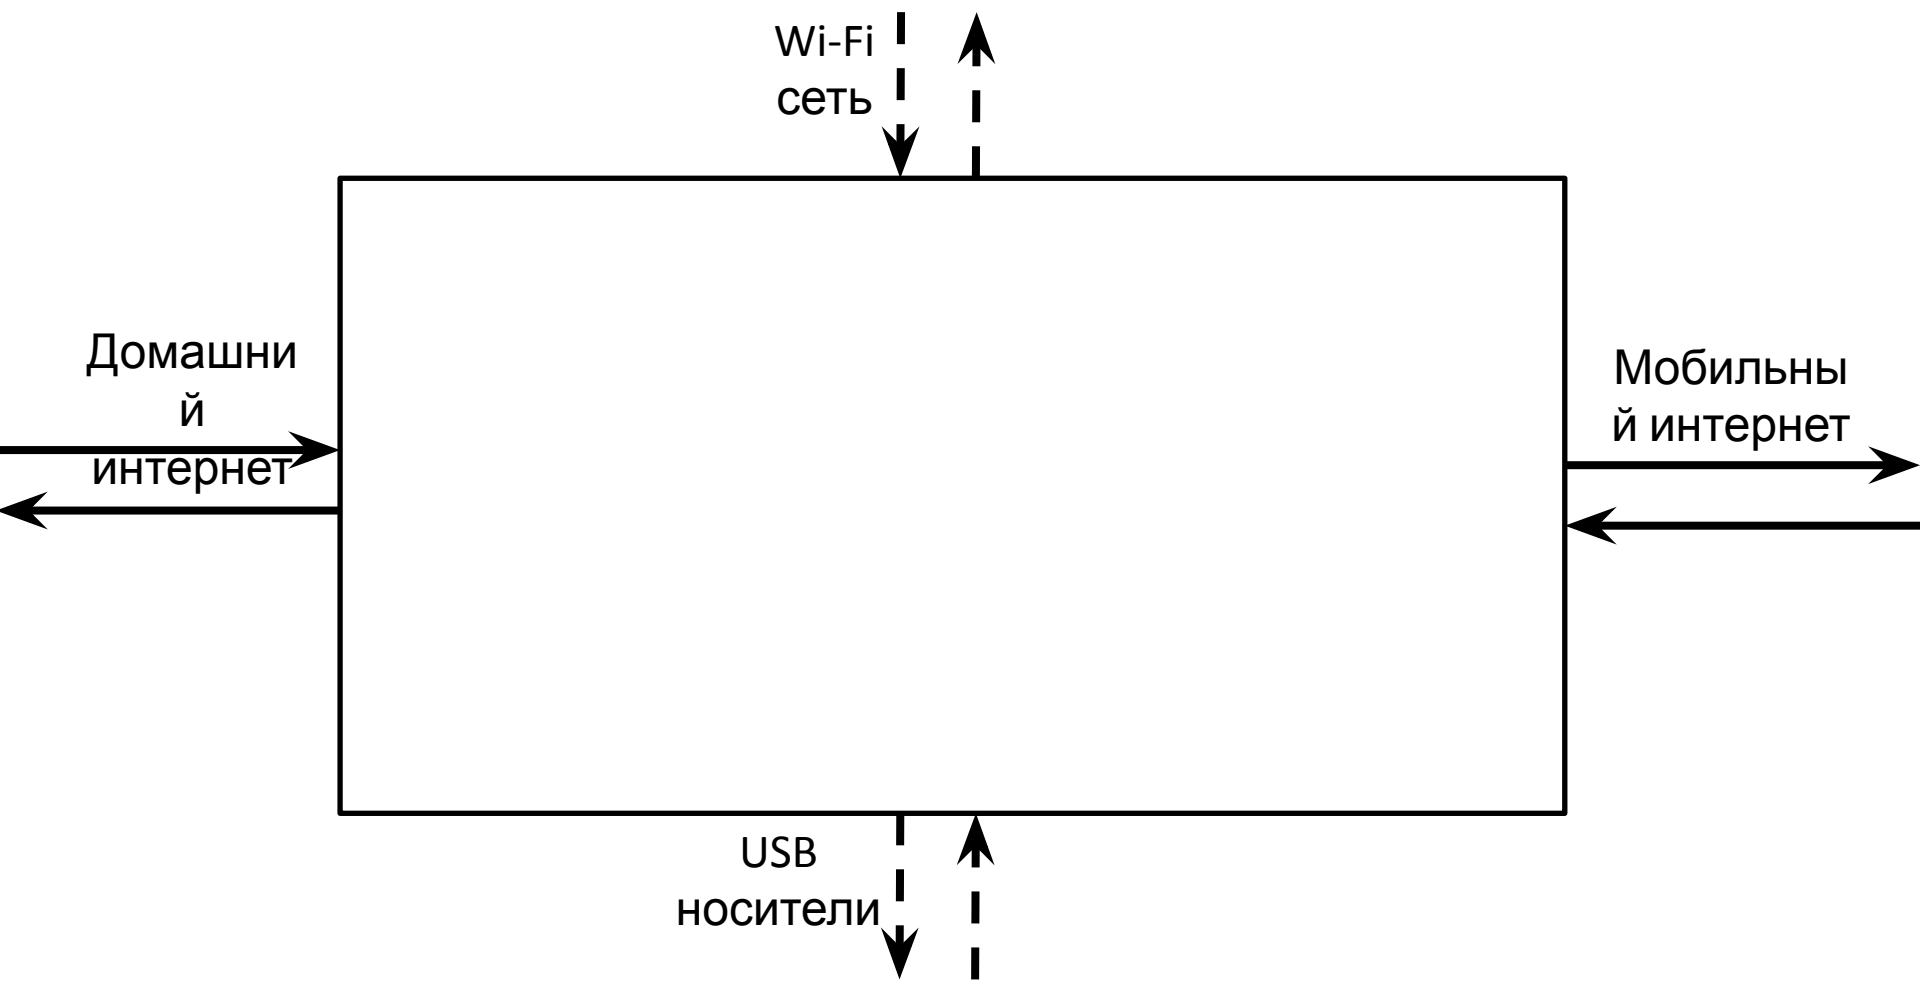 Wi-Fi
сеть
Домашни
й
интернет
Мобильны
й интернет
USB
носители